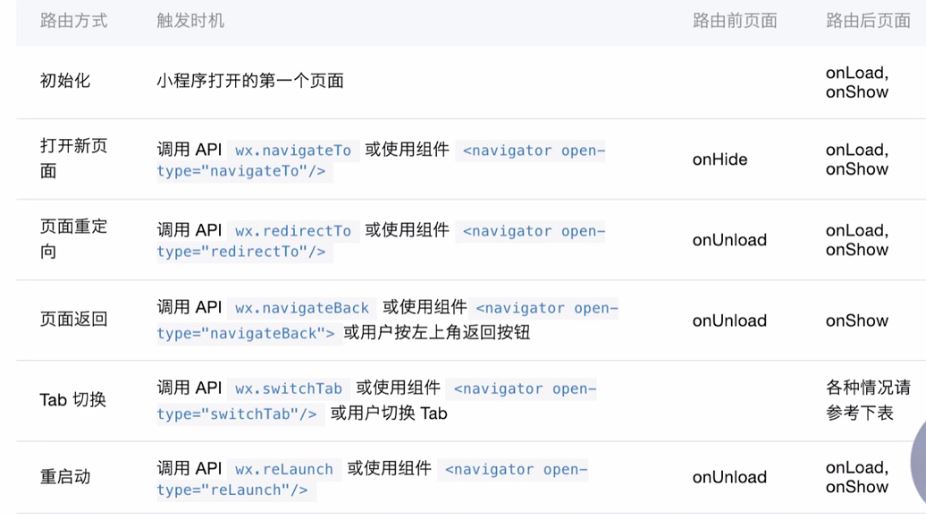 路由方式 触发时机 路由前页面 路由后页面
初始化 小程序打开的第一个页面 onLoad,
onShow
打开新页
面
调用 API wx.navigateTo 或使用组件 <navigator open-
type="navigateTo"/>
onHide
onLoad,
onShow
页面重定
向
调用 API wx.redirectTo 或使用组件 <navigator open-
type="redirectTo"/>
onUnload
onLoad,
onShow
页面返回
调用 API wx.navigateBack 或使用组件 <navigator open-
type="navigateBack"> 或用户按左上角返回按钮
onUnload
onShow
Tab 切换
调用 API wx.switchTab 或使用组件 <navigator open-
type="switchTab"/> 或用户切换 Tab
各种情况请
参考下表
重启动
调用 API wx.reLaunch 或使用组件 <navigator open-
type="reLaunch"/>
onUnload
onLoad,
onShow